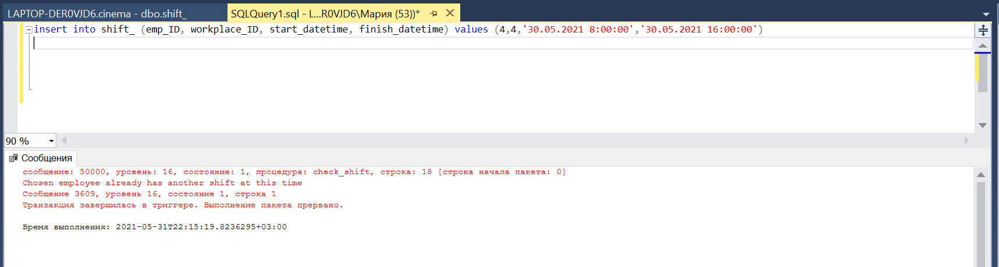 LAPTOP-DER0VJD6.cinema - dbo.shift_
SQLQuery1.sql - L...R0VJD6\Мария (53))*
insert into shift_ (emp_ID, workplace_ID, start_datetime, finish_datetime) values (4,4,'30.05.2021 8:00:00','30.05.2021 16:00:00')
90 %
Сообщения
сообщение: 50000, уровень: 16, состояние: 1, процедура: check_shift, строка: 18 [строка начала пакета: 0]
Chosen employee already has another shift at this time
Сообщение 3609, уровень 16, состояние 1, строка 1
Транзакция завершилась в триггере. Выполнение пакета прервано.
Время выполнения: 2021-05-31T22:15:19.8236295+03:00